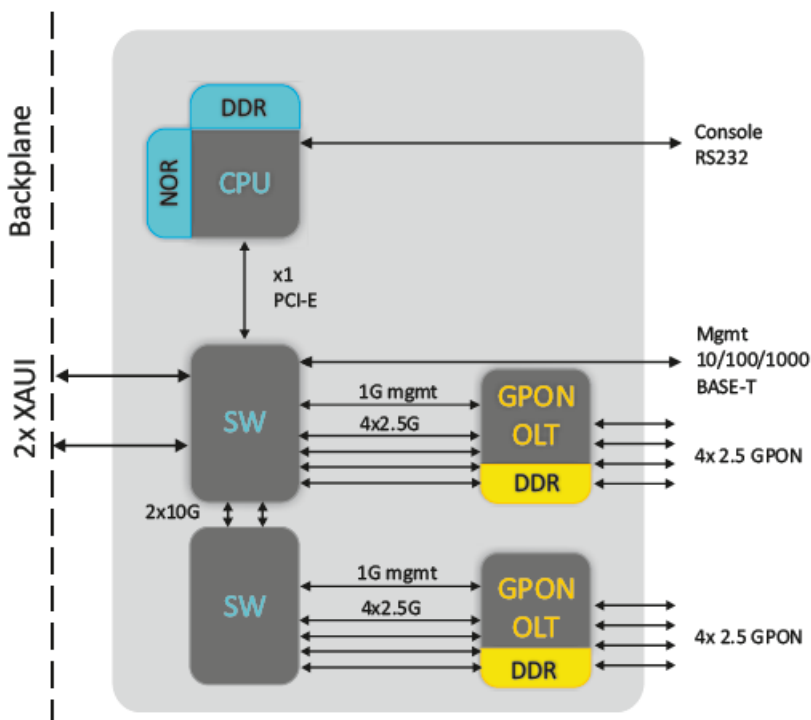 Backplane
2x XAUI
DDR
NOR
CPU
Console
RS232
x1
PCI-E
Mgmt
10/100/1000
BASE-T
SW
1G mgmt
4x2.5G
GPON
OLT
DDR
4x 2.5 GPON
2x10G
SW
1G mgmt
4x2.5G
GPON
OLT
DDR
4x 2.5 GPON